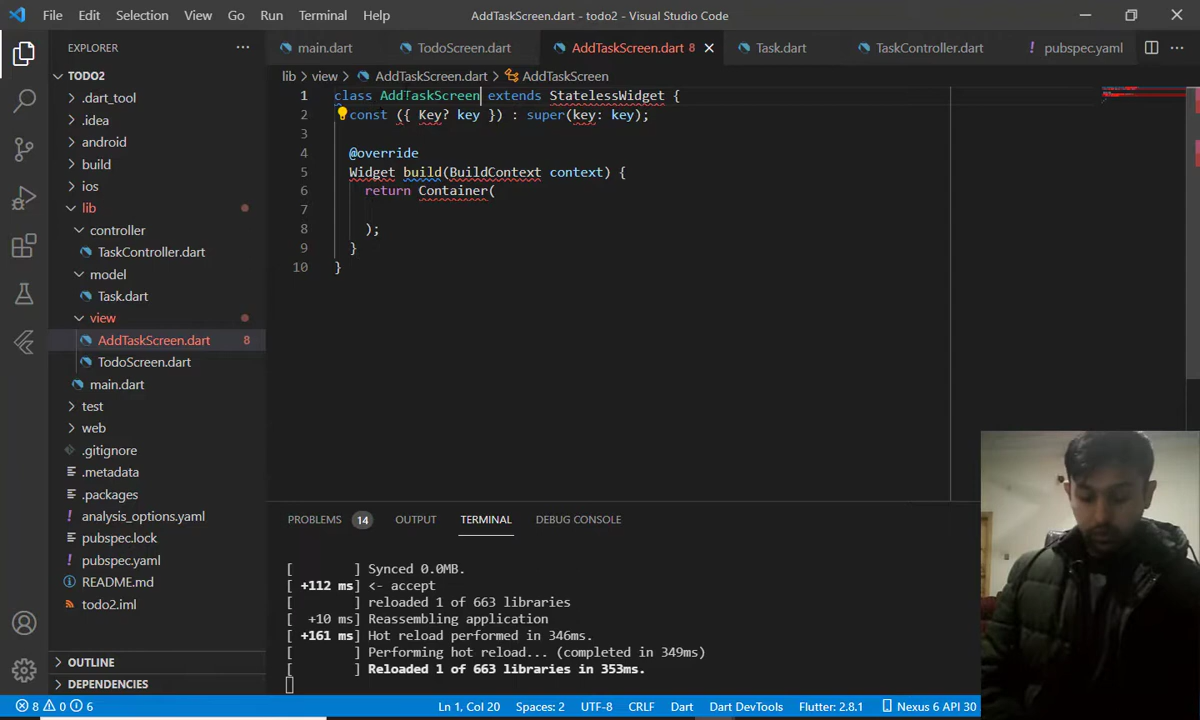 File Edit Selection View Go Run Terminal Help AddTaskScreen.dart - todo2 - Visual Studio Code
EXPLORER
main.dart TodoScreen.dart AddTaskScreen.dart 8 Task.dart TaskController.dart ! pubspec.yaml
TODO2
.dart_tool
.idea
android
build
ios
lib
controller
TaskController.dart
model
Task.dart
view
AddTaskScreen.dart 8
TodoScreen.dart
main.dart
test
web
.gitignore
.metadata
.packages
! analysis_options.yaml
pubspec.lock
! pubspec.yaml
README.md
todo2.iml
OUTLINE
DEPENDENCIES
lib > view > AddTaskScreen.dart > AddTaskScreen
1 class AddTaskScreen extends StatelessWidget {
2 const ({ Key? key }) : super(key: key);
3
4 @override
5 Widget build(BuildContext context) {
6 return Container(
7
8 );
9 }
10 }
PROBLEMS 14 OUTPUT TERMINAL DEBUG CONSOLE
[ ] Synced 0.0MB.
[ +112 ms] <- accept
[ ] reloaded 1 of 663 libraries
[ +10 ms] Reassembling application
[ +161 ms] Hot reload performed in 346ms.
[ ] Performing hot reload... (completed in 349ms)
[ ] Reloaded 1 of 663 libraries in 353ms.
8 0 6 Ln 1, Col 20 Spaces: 2 UTF-8 CRLF Dart Dart DevTools Flutter: 2.8.1 Nexus 6 API 30